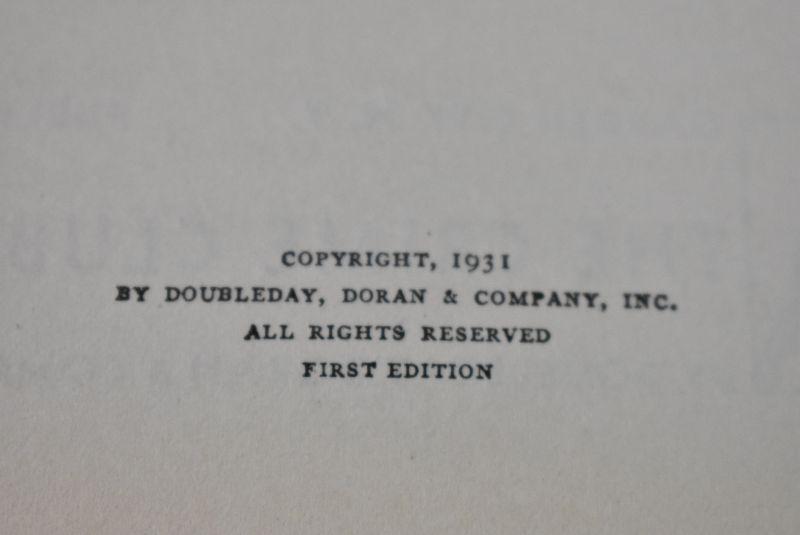 COPYRIGHT, 1931
BY DOUBLEDAY, DORAN & COMPANY, INC.
ALL RIGHTS RESERVED
FIRST EDITION